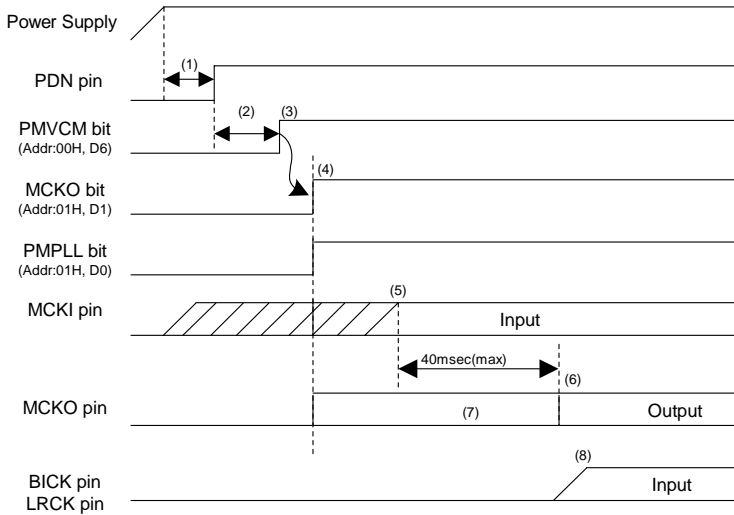 Power Supply
(1)
PDN pin
(2)
(3)
PMVCM bit
(Addr:00H, D6)
(4)
MCKO bit
(Addr:01H, D1)
PMPLL bit
(Addr:01H, D0)
(5)
MCKI pin
Input
40msec(max)
(6)
MCKO pin
(7)
Output
(8)
BICK pin
LRCK pin
Input